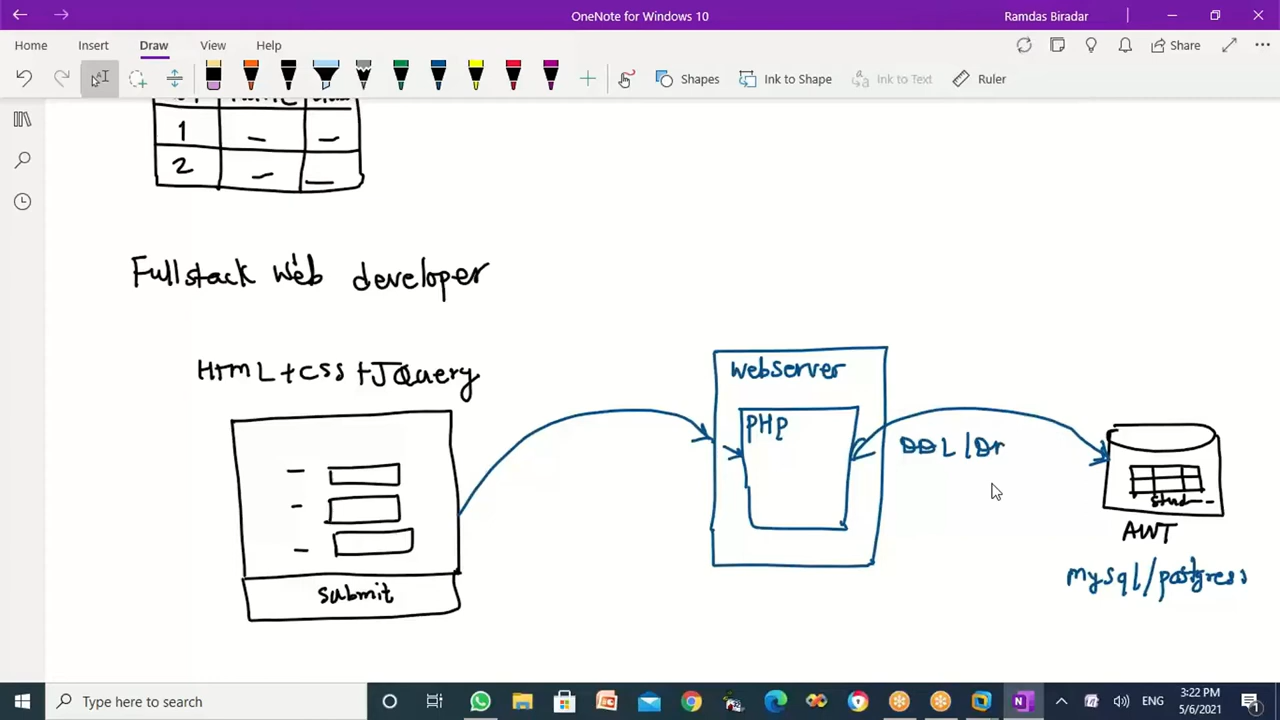 OneNote for Windows 10
Ramdas Biradar
Home Insert Draw View Help
Share
Shapes
Ink to Shape
Ink to Text
Ruler
1
2
Fullstack Web developer
HTML+CSS+JQuery
submit
Webserver
PHP
DDL/Dr
AWT
mysql/postgress
Type here to search
ENG
3:22 PM
5/6/2021